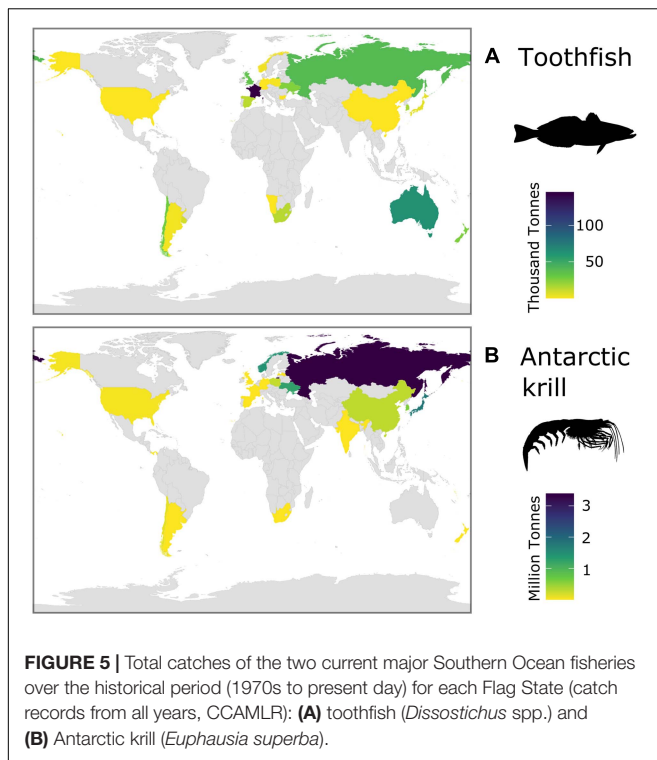 A Toothfish
Thousand Tonnes
100
50
B Antarctic
krill
Million Tonnes
3
2
1
FIGURE 5 | Total catches of the two current major Southern Ocean fisheries
over the historical period (1970s to present day) for each Flag State (catch
records from all years, CCAMLR): (A) toothfish (Dissostichus spp.) and
(B) Antarctic krill (Euphausia superba).